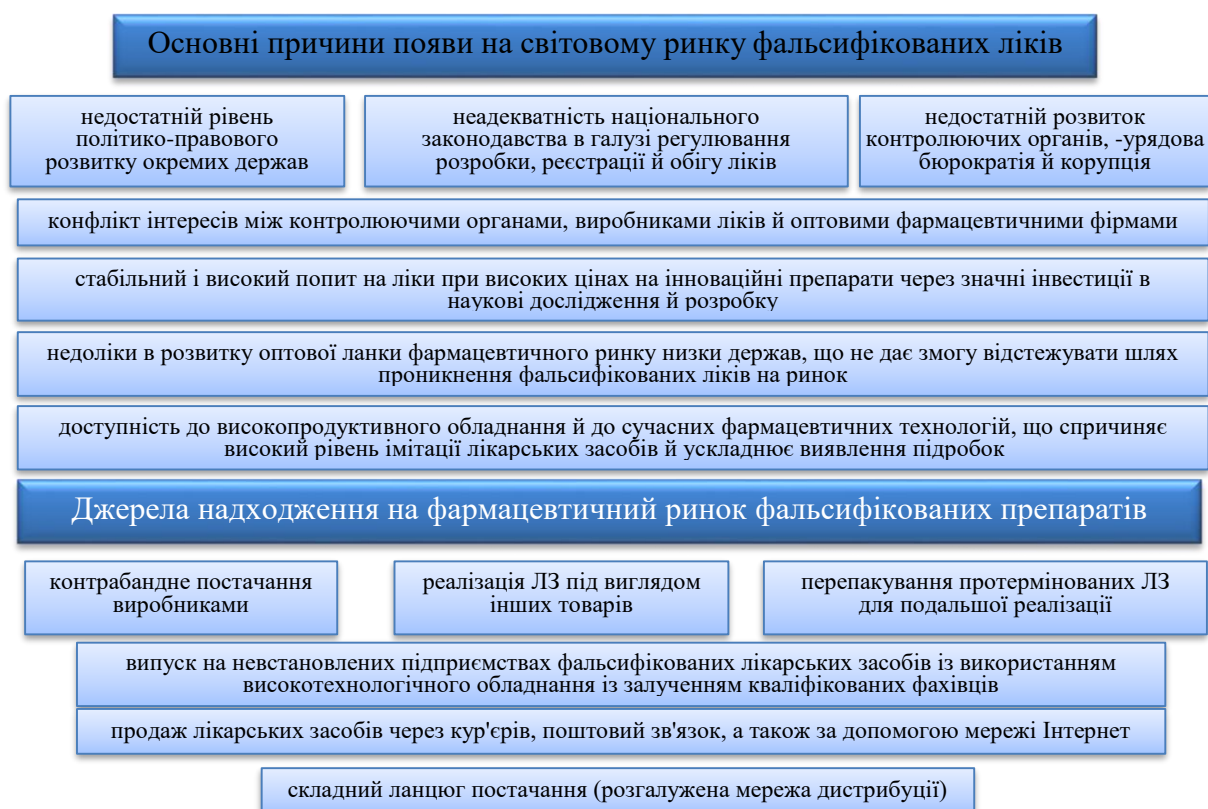 Основні причини появи на світовому ринку фальсифікованих ліків
недостатній рівень
політико-правового
розвитку окремих держав
неадекватність національного
законодавства в галузі регулювання
розробки, реєстрації й обігу ліків
недостатній розвиток
контролюючих органів, -урядова
бюрократія й корупція
конфлікт інтересів між контролюючими органами, виробниками ліків й оптовими фармацевтичними фірмами
стабільний і високий попит на ліки при високих цінах на інноваційні препарати через значні інвестиції в
наукові дослідження й розробку
недоліки в розвитку оптової ланки фармацевтичного ринку низки держав, що не дає змогу відстежувати шлях
проникнення фальсифікованих ліків на ринок
доступність до високопродуктивного обладнання й до сучасних фармацевтичних технологій, що спричиняє
високий рівень імітації лікарських засобів й ускладнює виявлення підробок
Джерела надходження на фармацевтичний ринок фальсифікованих препаратів
контрабандне постачання
виробниками
реалізація ЛЗ під виглядом
інших товарів
перепакування протермінованих ЛЗ
для подальшої реалізації
випуск на невстановлених підприємствах фальсифікованих лікарських засобів із використанням
високотехнологічного обладнання із залученням кваліфікованих фахівців
продаж лікарських засобів через кур'єрів, поштовий зв'язок, а також за допомогою мережі Інтернет
складний ланцюг постачання (розгалужена мережа дистрибуції)